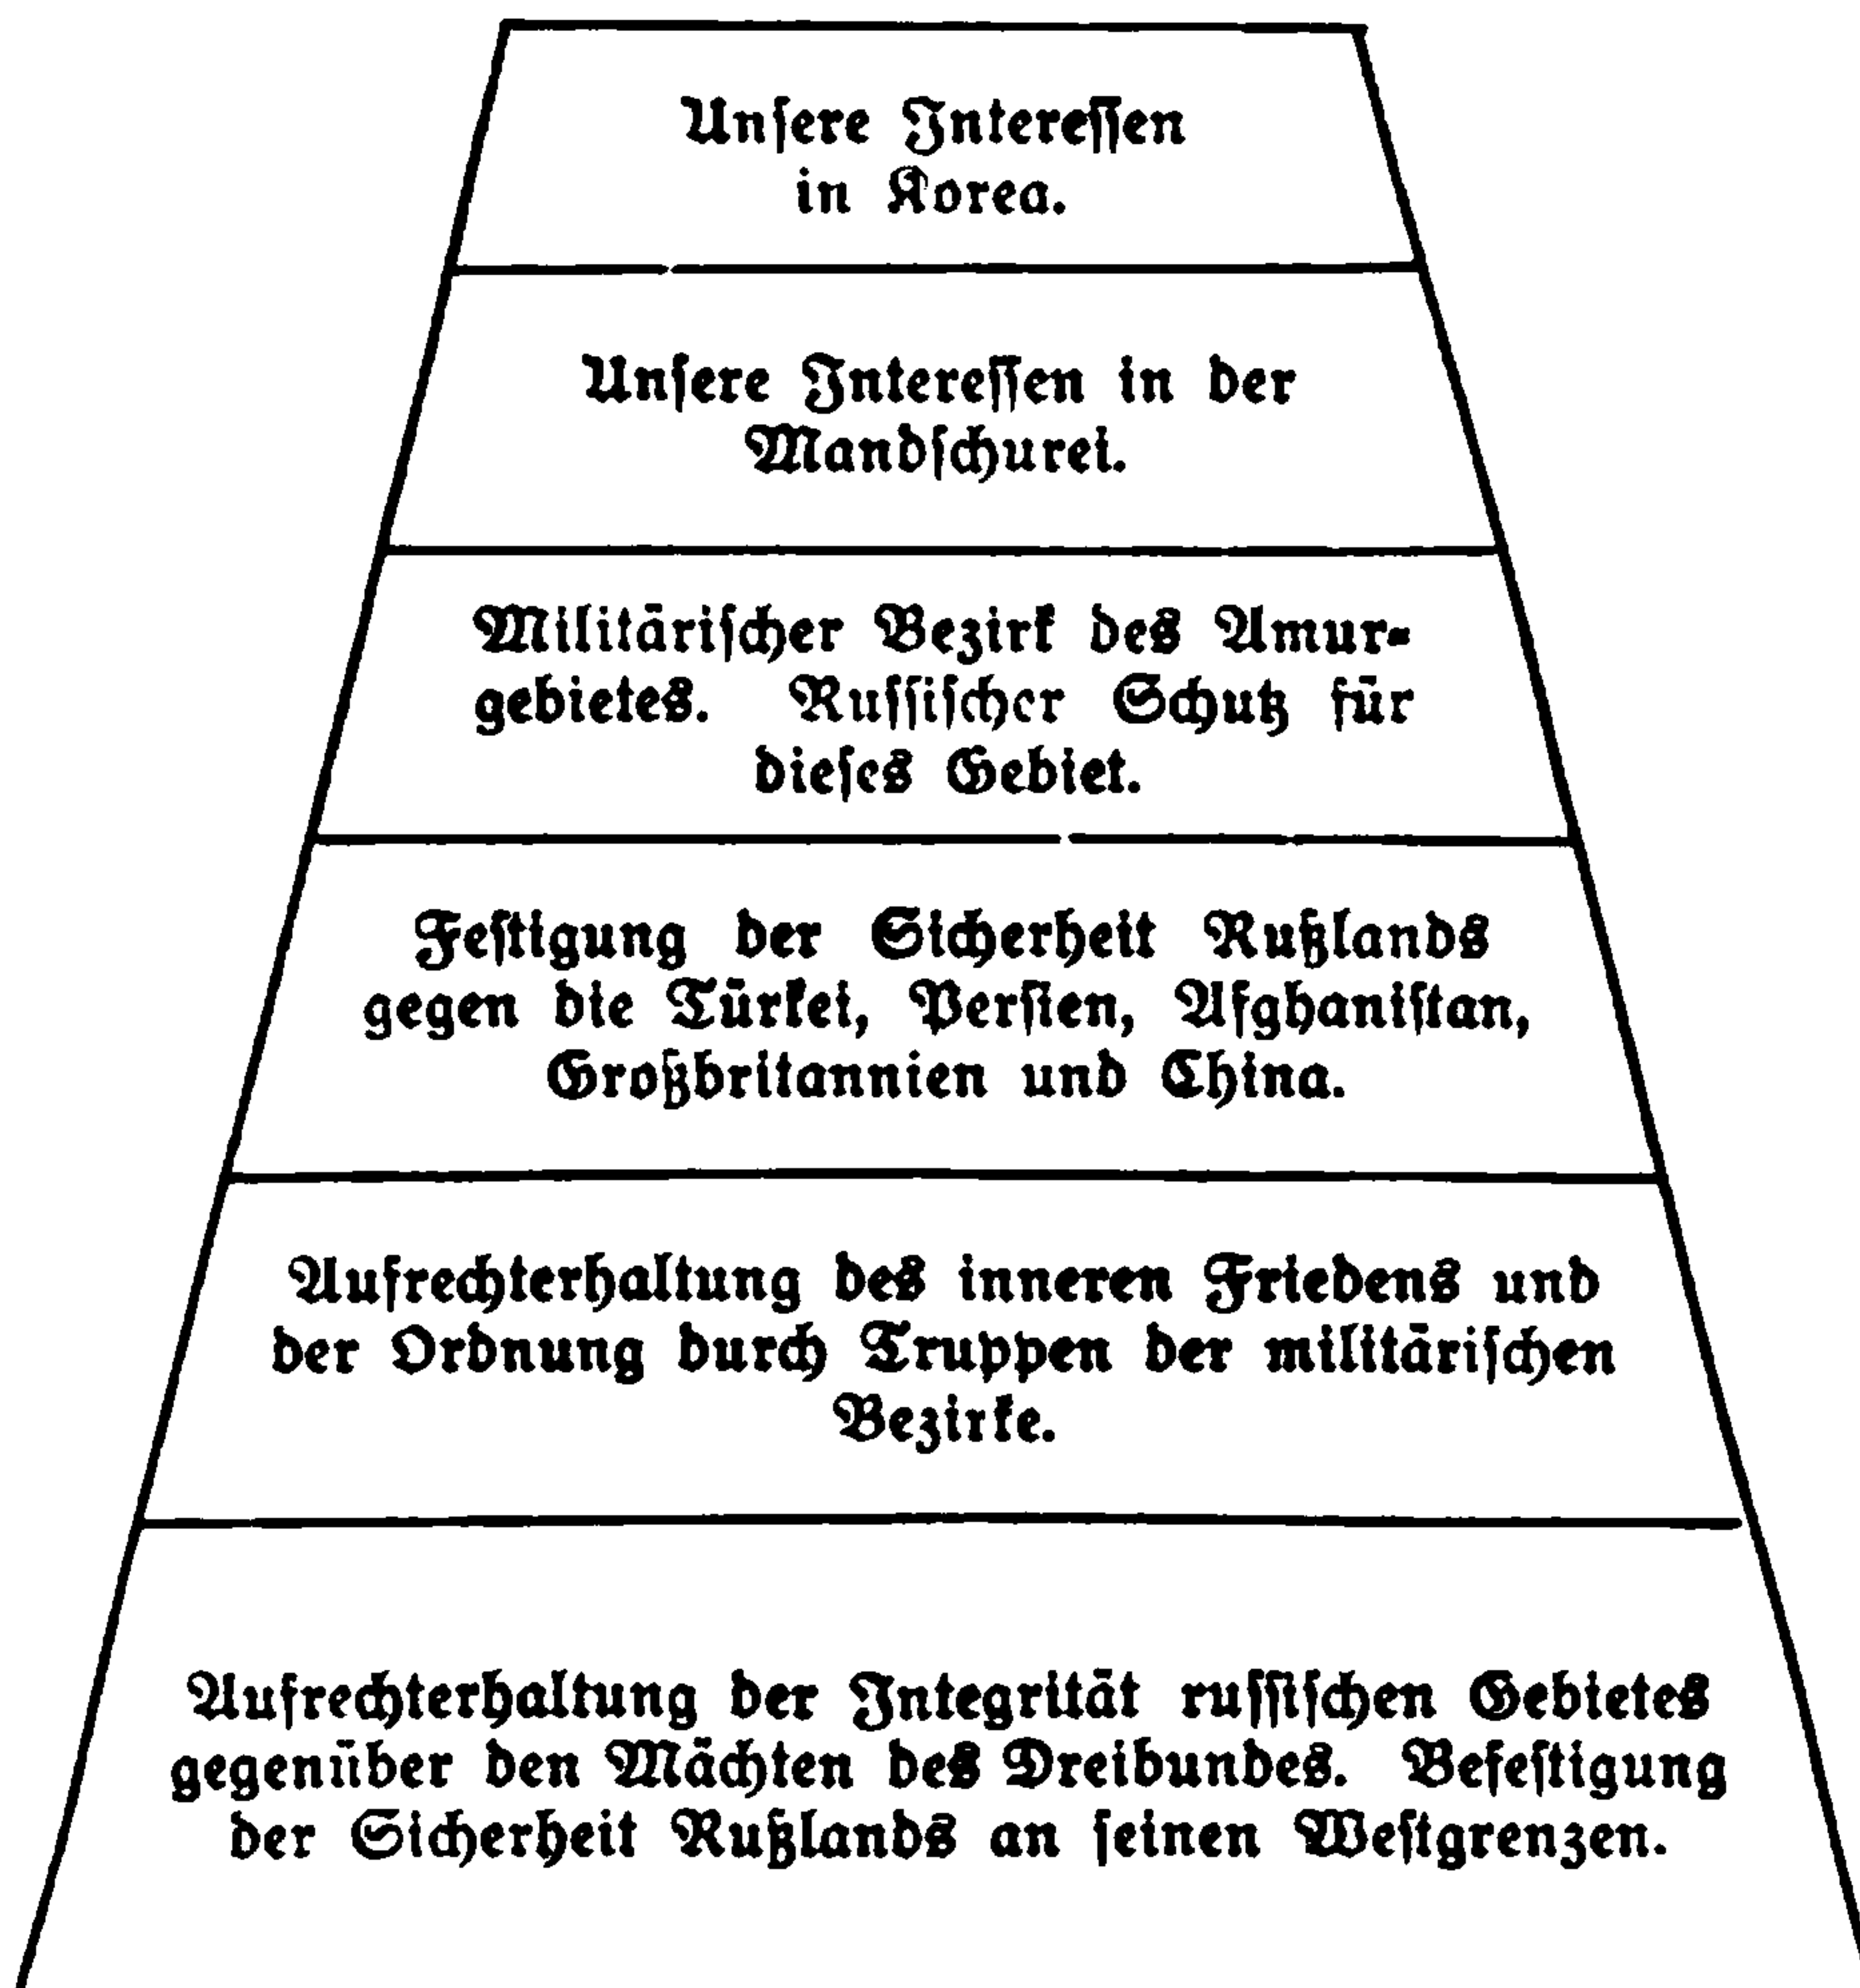 Unsere Interessen
in Korea.
Unsere Interessen in der
Mandschurei.
Militärischer Bezirk des Amur-
gebietes. Russischer Schutz für
dieses Gebiet.
Festigung der Sicherheit Rußlands
gegen die Türkei, Persien, Afghanistan,
Großbritannien und China.
Aufrechterhaltung des inneren Friedens und
der Ordnung durch Truppen der militärischen
Bezirke.
Aufrechterhaltung der Integrität russischen Gebietes
gegenüber den Mächten des Dreibundes. Befestigung
der Sicherheit Rußlands an seinen Westgrenzen.